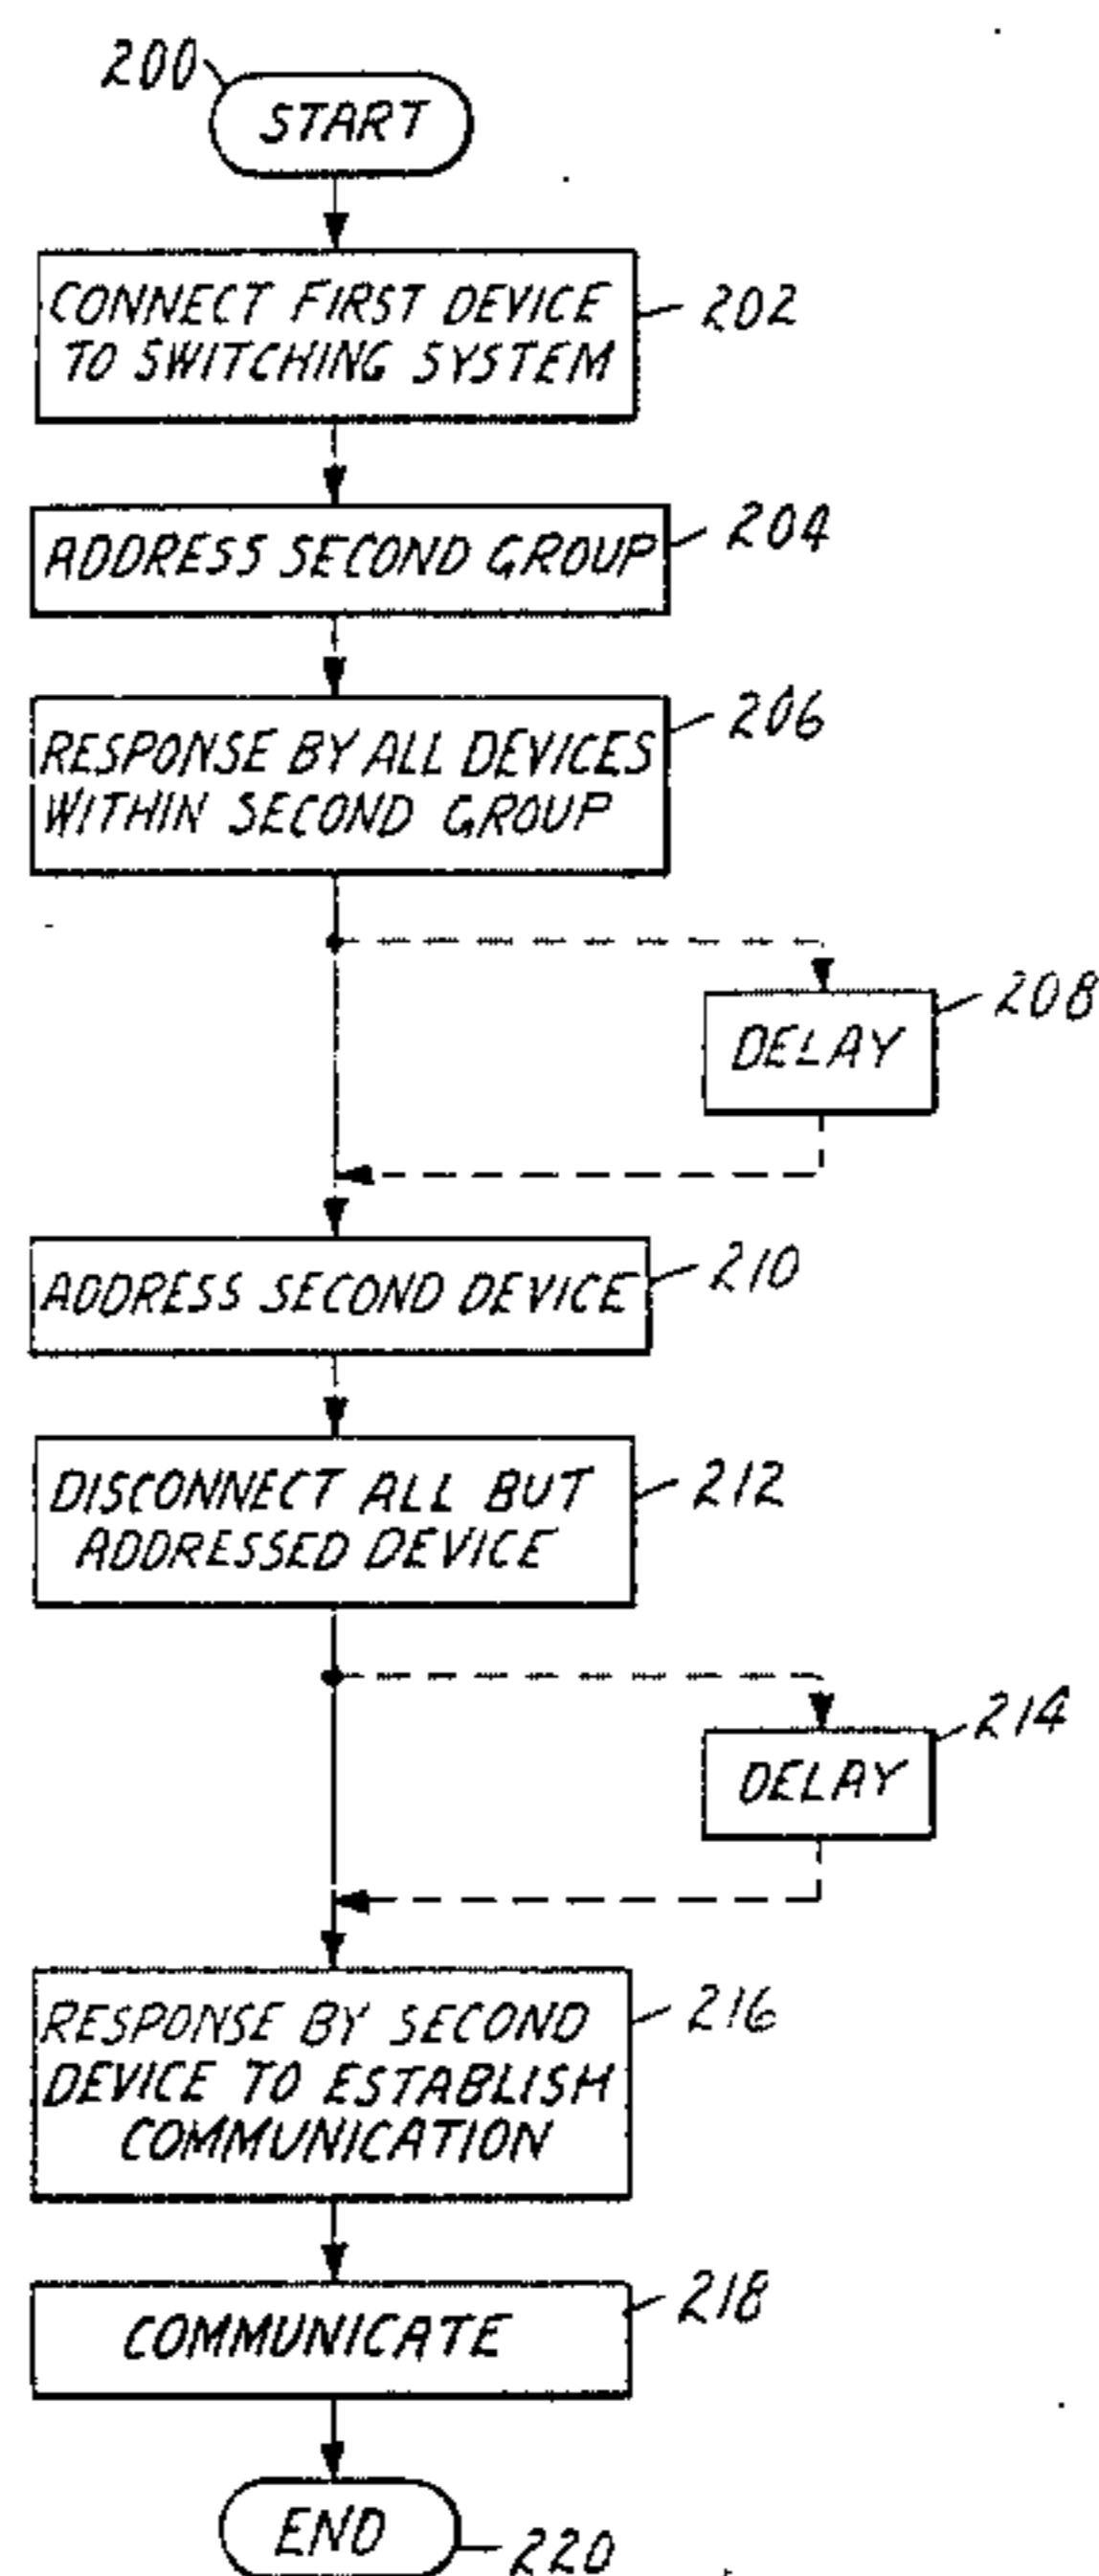 200
START
CONNECT FIRST DEVICE
TO SWITCHING SYSTEM
202
ADDRESS SECOND GROUP
204
RESPONSE BY ALL DEVICES
WITHIN SECOND GROUP
206
DELAY
208
ADDRESS SECOND DEVICE
210
DISCONNECT ALL BUT
ADDRESSED DEVICE
212
DELAY
214
RESPONSE BY SECOND
DEVICE TO ESTABLISH
COMMUNICATION
216
COMMUNICATE
218
END
220